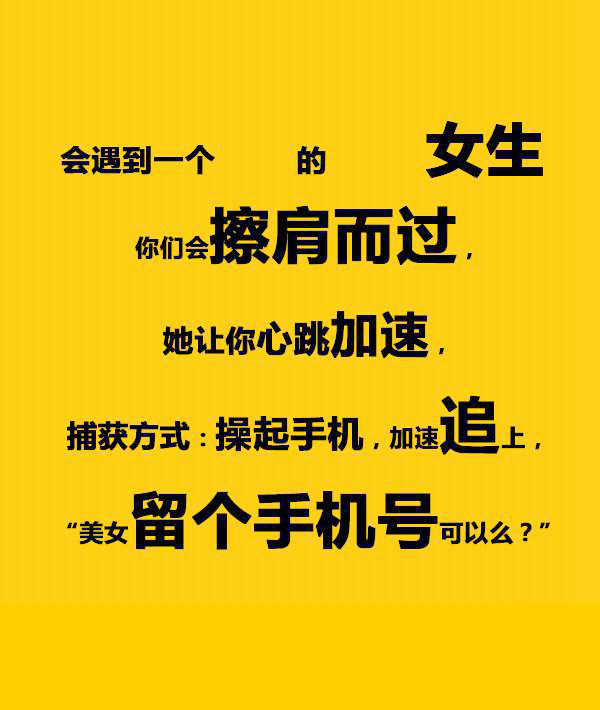 会遇到一个 的 女生
你们会擦肩而过，
她让你心跳加速，
捕获方式：操起手机，加速追上，
“美女留个手机号可以么？”